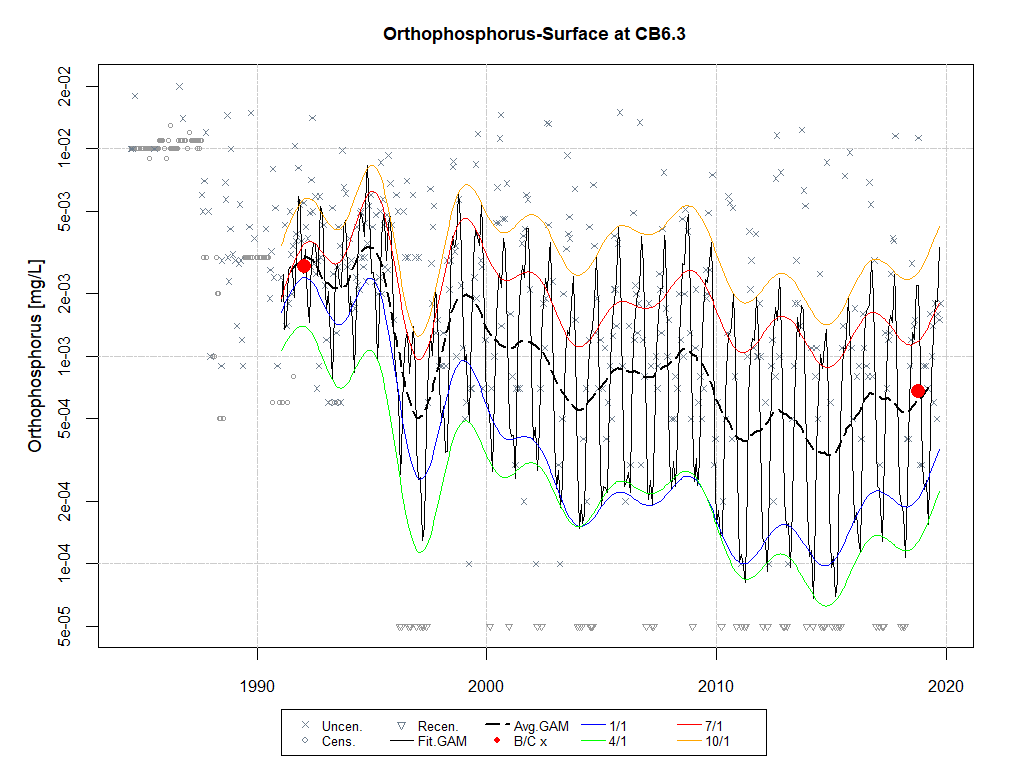 Orthophosphorus-Surface at CB6.3
Orthophosphorus [mg/L]
2e-02
1e-02
5e-03
2e-03
1e-03
5e-04
2e-04
1e-04
5e-05
1990 2000 2010 2020
Uncen. Recen. Avg.GAM 1/1 7/1
Cens. Fit.GAM B/C x 4/1 10/1